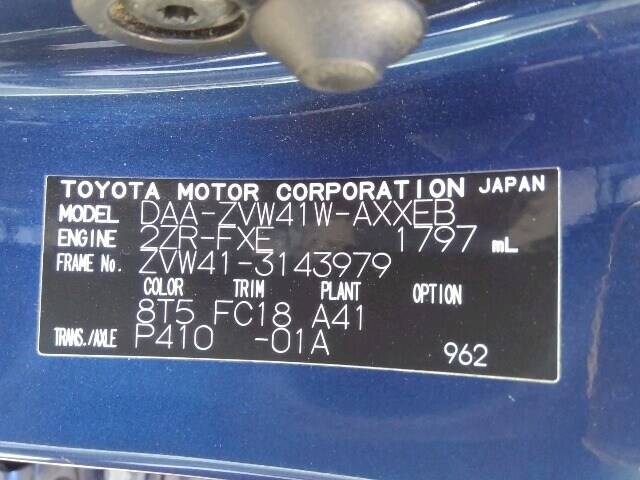 TOYOTA MOTOR CORPORATION JAPAN
MODEL DAA-ZVW41W-AXXEB
ENGINE 2ZR-FXE 1797 mL
FRAME No. ZVW41-3143979
COLOR TRIM PLANT OPTION
8T5 FC18 A41
TRANS./AXLE P410 -01A 962